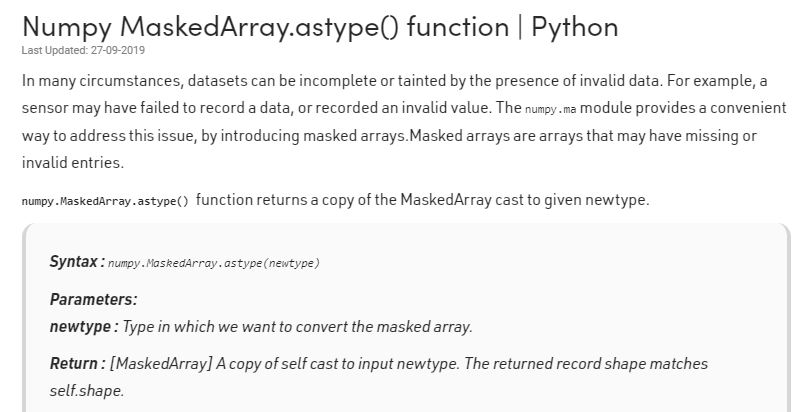 Numpy MaskedArray.astype() function | Python
Last Updated: 27-09-2019
In many circumstances, datasets can be incomplete or tainted by the presence of invalid data. For example, a
sensor may have failed to record a data, or recorded an invalid value. The numpy.ma module provides a convenient
way to address this issue, by introducing masked arrays.Masked arrays are arrays that may have missing or
invalid entries.
numpy.MaskedArray.astype() function returns a copy of the MaskedArray cast to given newtype.
Syntax : numpy.MaskedArray.astype(newtype)
Parameters:
newtype : Type in which we want to convert the masked array.
Return : [MaskedArray] A copy of self cast to input newtype. The returned record shape matches
self.shape.